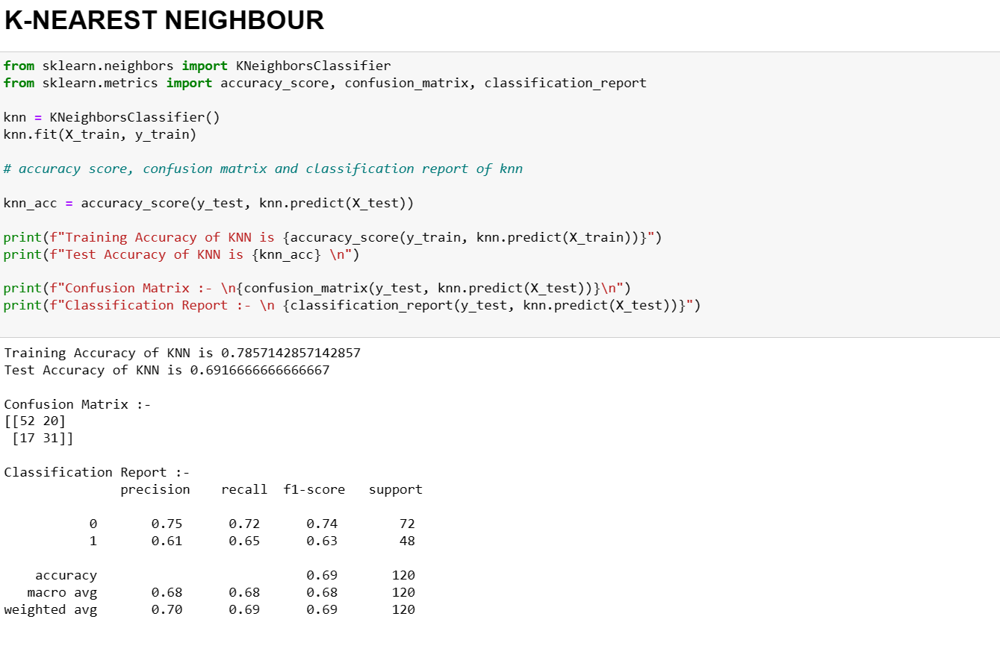 K-NEAREST NEIGHBOUR
from sklearn.neighbors import KNeighborsClassifier
from sklearn.metrics import accuracy_score, confusion_matrix, classification_report
knn = KNeighborsClassifier()
knn.fit(X_train, y_train)
# accuracy score, confusion matrix and classification report of knn
knn_acc = accuracy_score(y_test, knn.predict(X_test))
print(f"Training Accuracy of KNN is {accuracy_score(y_train, knn.predict(X_train))}")
print(f"Test Accuracy of KNN is {knn_acc} \n")
print(f"Confusion Matrix :- \n{confusion_matrix(y_test, knn.predict(X_test))}\n")
print(f"Classification Report :- \n {classification_report(y_test, knn.predict(X_test))}")
Training Accuracy of KNN is 0.7857142857142857
Test Accuracy of KNN is 0.6916666666666667
Confusion Matrix :-
[[52 20]
 [17 31]]
Classification Report :-
               precision    recall  f1-score   support
           0       0.75      0.72      0.74        72
           1       0.61      0.65      0.63        48
    accuracy                           0.69       120
   macro avg       0.68      0.68      0.68       120
weighted avg       0.70      0.69      0.69       120